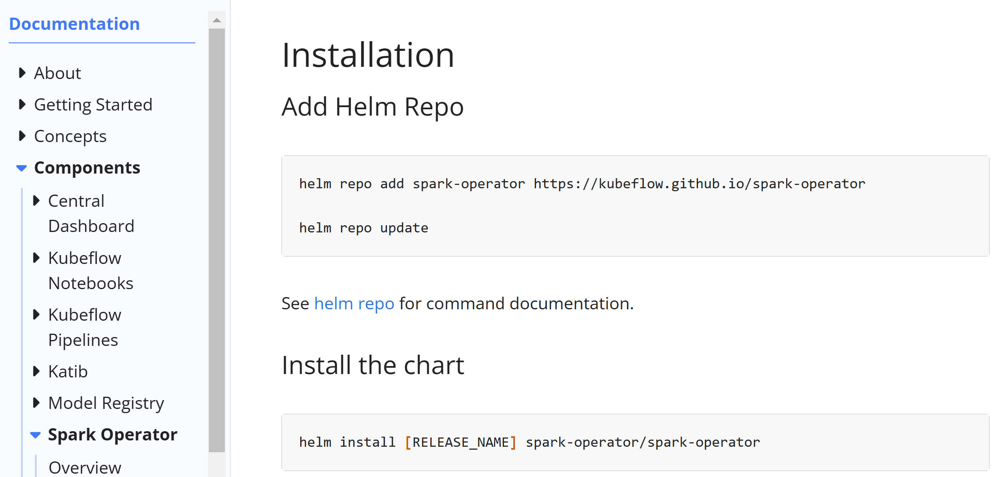 Documentation
About
Getting Started
Concepts
Components
Central
Dashboard
Kubeflow
Notebooks
Kubeflow
Pipelines
Katib
Model Registry
Spark Operator
Overview
Installation
Add Helm Repo
helm repo add spark-operator https://kubeflow.github.io/spark-operator
helm repo update
See helm repo for command documentation.
Install the chart
helm install [RELEASE_NAME] spark-operator/spark-operator